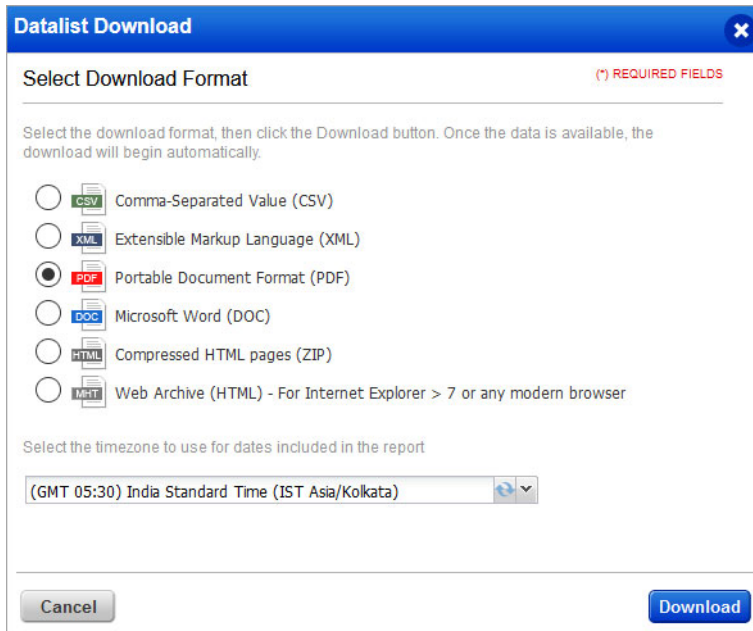 Datalist Download
Select Download Format
(*) REQUIRED FIELDS
Select the download format, then click the Download button. Once the data is available, the
download will begin automatically.
CSV Comma-Separated Value (CSV)
XML Extensible Markup Language (XML)
PDF Portable Document Format (PDF)
DOC Microsoft Word (DOC)
HTML Compressed HTML pages (ZIP)
MHT Web Archive (HTML) - For Internet Explorer > 7 or any modern browser
Select the timezone to use for dates included in the report
(GMT 05:30) India Standard Time (IST Asia/Kolkata)
Cancel
Download